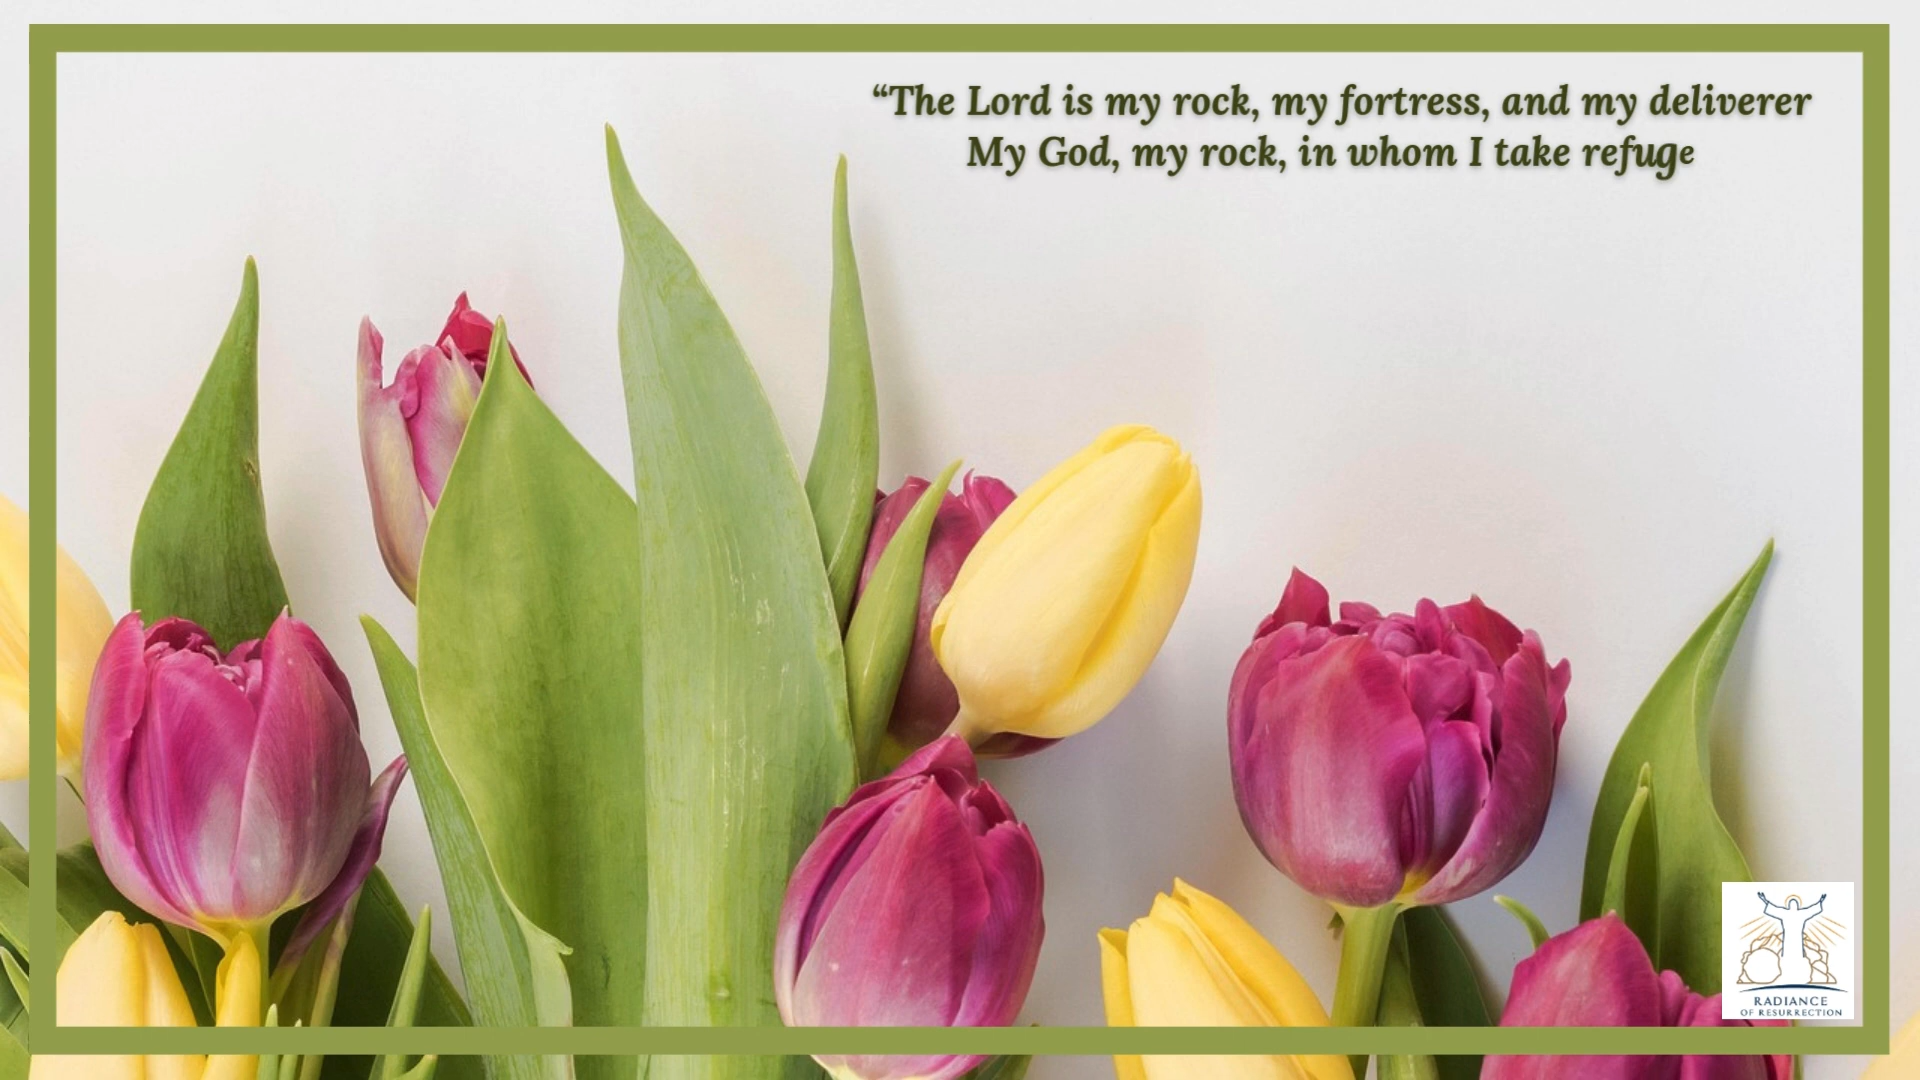 “The Lord is my rock, my fortress, and my deliverer
My God, my rock, in whom I take refuge
RADIANCE
OF RESURRECTION